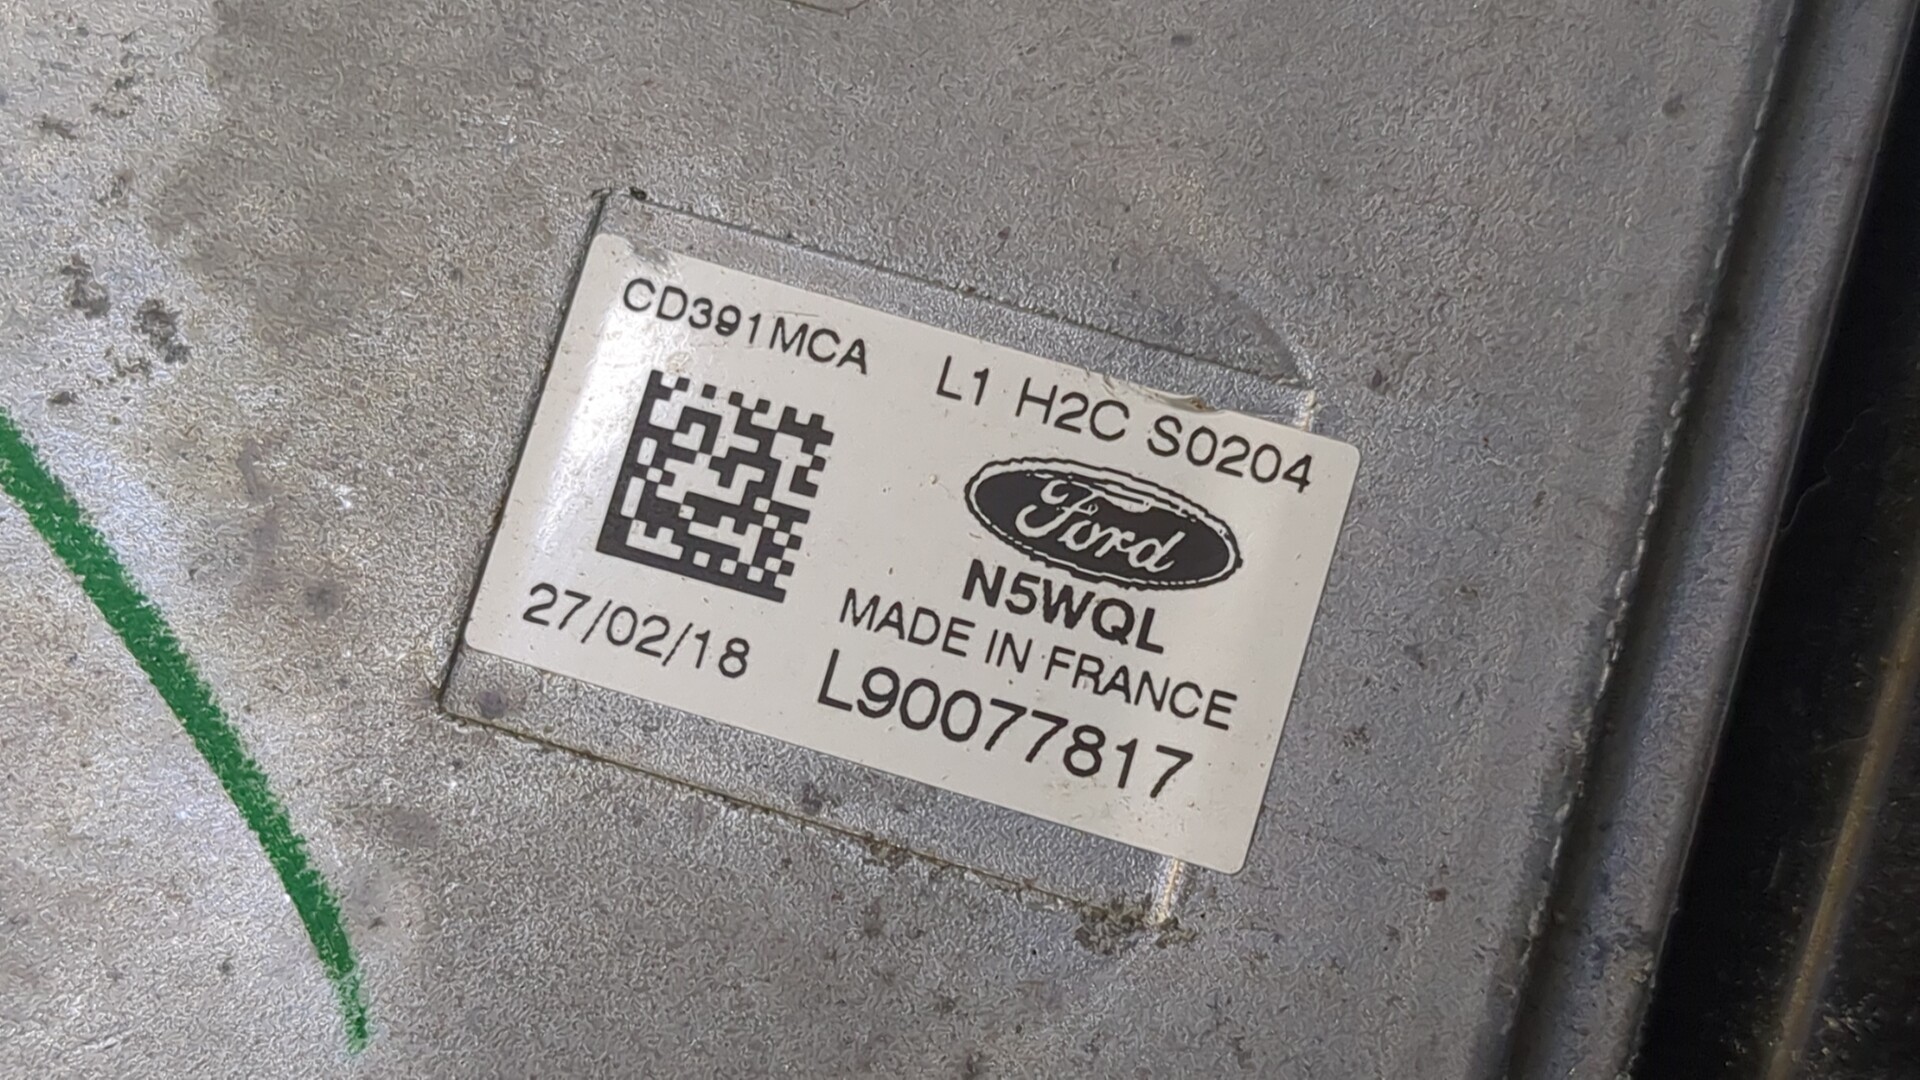 CD391MCA L1 H2C S0204
Ford
N5WQL
MADE IN FRANCE
27/02/18 L90077817